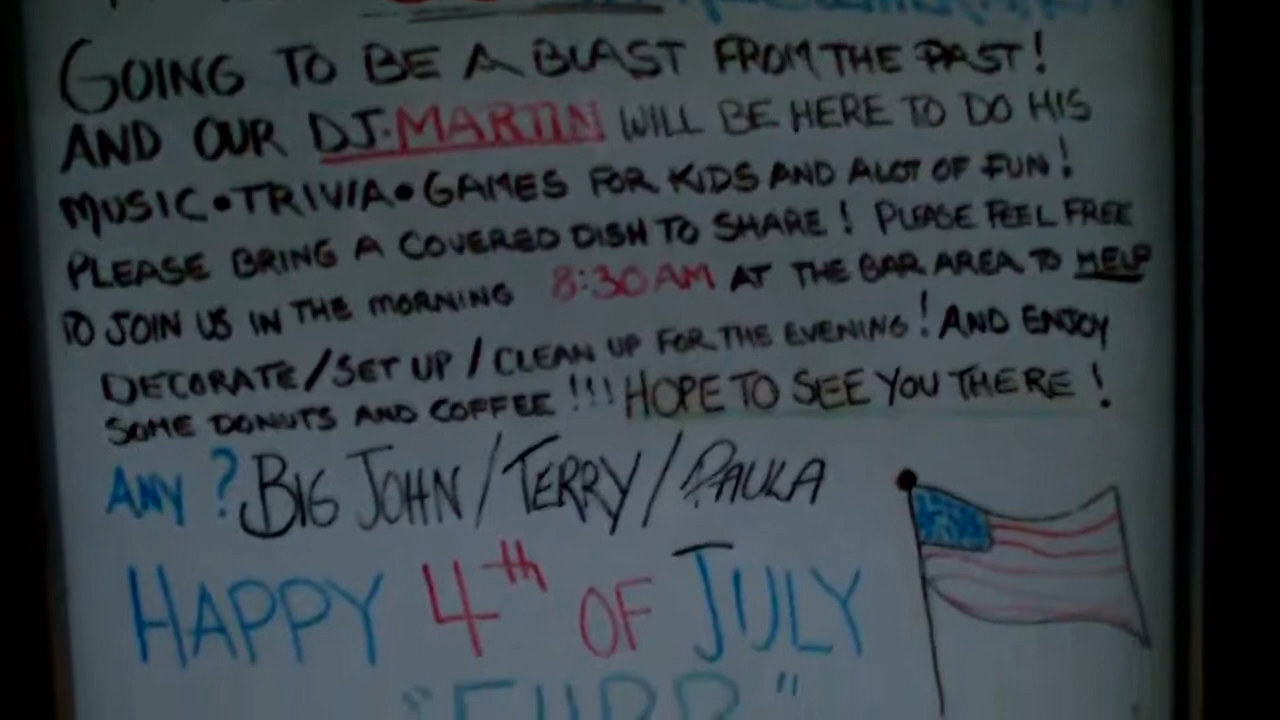 GOING TO BE A BLAST FROM THE PAST!
AND OUR DJ. MARTIN WILL BE HERE TO DO HIS
MUSIC • TRIVIA • GAMES FOR KIDS AND ALOT OF FUN!
PLEASE BRING A COVERED DISH TO SHARE! PLEASE FEEL FREE
TO JOIN US IN THE MORNING 8:30 AM AT THE BAR AREA TO HELP
DECORATE/SET UP/CLEAN UP FOR THE EVENING! AND ENJOY
SOME DONUTS AND COFFEE!!! HOPE TO SEE YOU THERE!
ANY? BIG JOHN/TERRY/PAULA
HAPPY 4th OF JULY